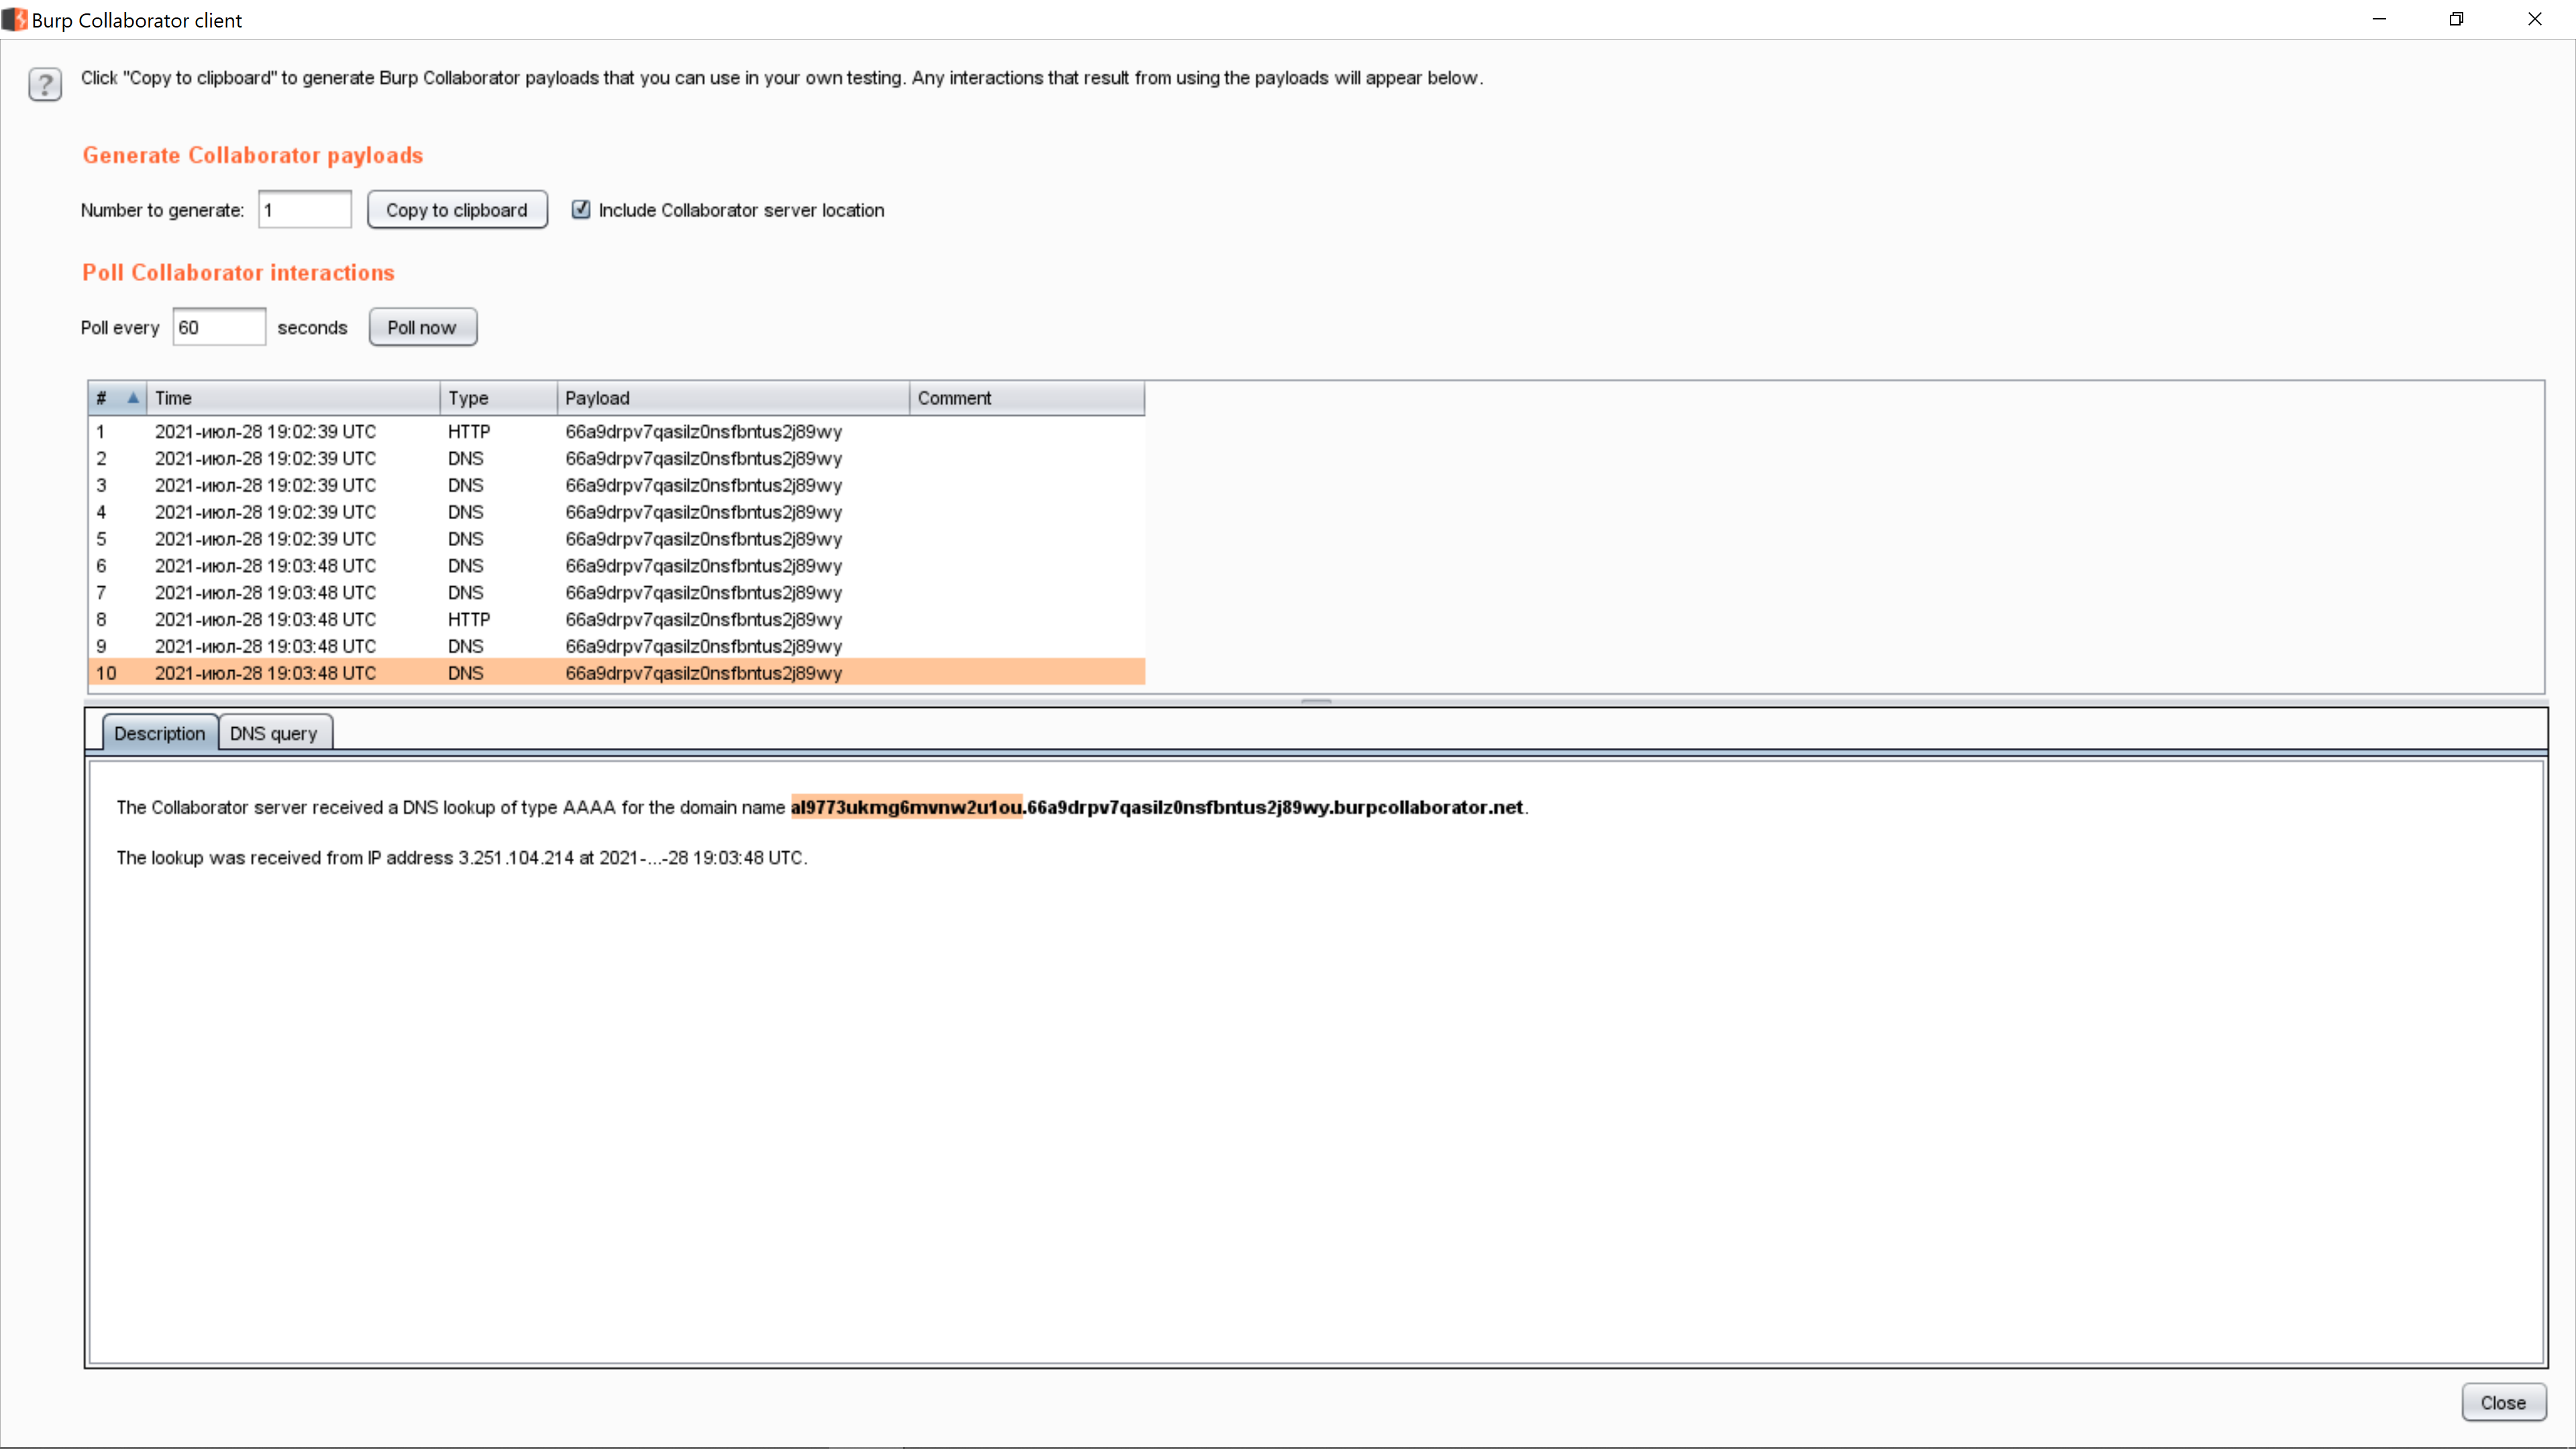 Burp Collaborator client
Click "Copy to clipboard" to generate Burp Collaborator payloads that you can use in your own testing. Any interactions that result from using the payloads will appear below.
Generate Collaborator payloads
Number to generate: 1 Copy to clipboard Include Collaborator server location
Poll Collaborator interactions
Poll every 60 seconds Poll now
# Time Type Payload Comment
1 2021-июл-28 19:02:39 UTC HTTP 66a9drpv7qasilz0nsfbntus2j89wy
2 2021-июл-28 19:02:39 UTC DNS 66a9drpv7qasilz0nsfbntus2j89wy
3 2021-июл-28 19:02:39 UTC DNS 66a9drpv7qasilz0nsfbntus2j89wy
4 2021-июл-28 19:02:39 UTC DNS 66a9drpv7qasilz0nsfbntus2j89wy
5 2021-июл-28 19:02:39 UTC DNS 66a9drpv7qasilz0nsfbntus2j89wy
6 2021-июл-28 19:03:48 UTC DNS 66a9drpv7qasilz0nsfbntus2j89wy
7 2021-июл-28 19:03:48 UTC DNS 66a9drpv7qasilz0nsfbntus2j89wy
8 2021-июл-28 19:03:48 UTC HTTP 66a9drpv7qasilz0nsfbntus2j89wy
9 2021-июл-28 19:03:48 UTC DNS 66a9drpv7qasilz0nsfbntus2j89wy
10 2021-июл-28 19:03:48 UTC DNS 66a9drpv7qasilz0nsfbntus2j89wy
Description DNS query
The Collaborator server received a DNS lookup of type AAAA for the domain name al9773ukmg6mvnw2u1ou.66a9drpv7qasilz0nsfbntus2j89wy.burpcollaborator.net.
The lookup was received from IP address 3.251.104.214 at 2021-...-28 19:03:48 UTC.
Close